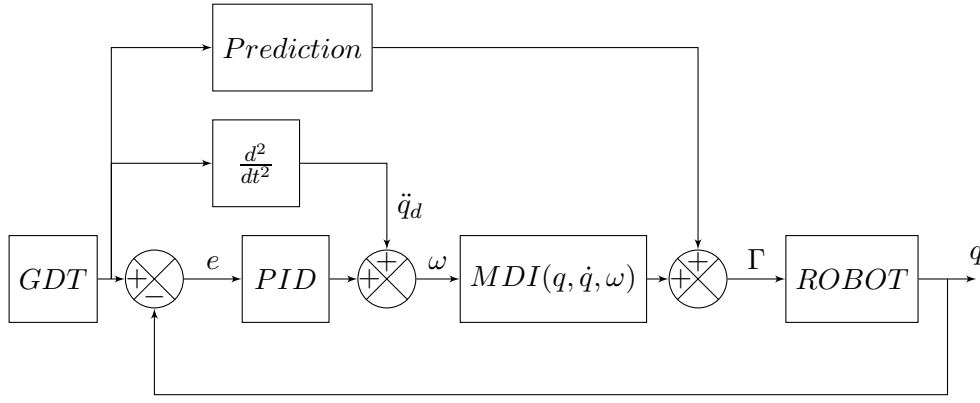 Prediction
d²/dt²
q̈_d
GDT
+
−
e
PID
+
+
ω
MDI(q, q̇, ω)
+
−
Γ
ROBOT
q